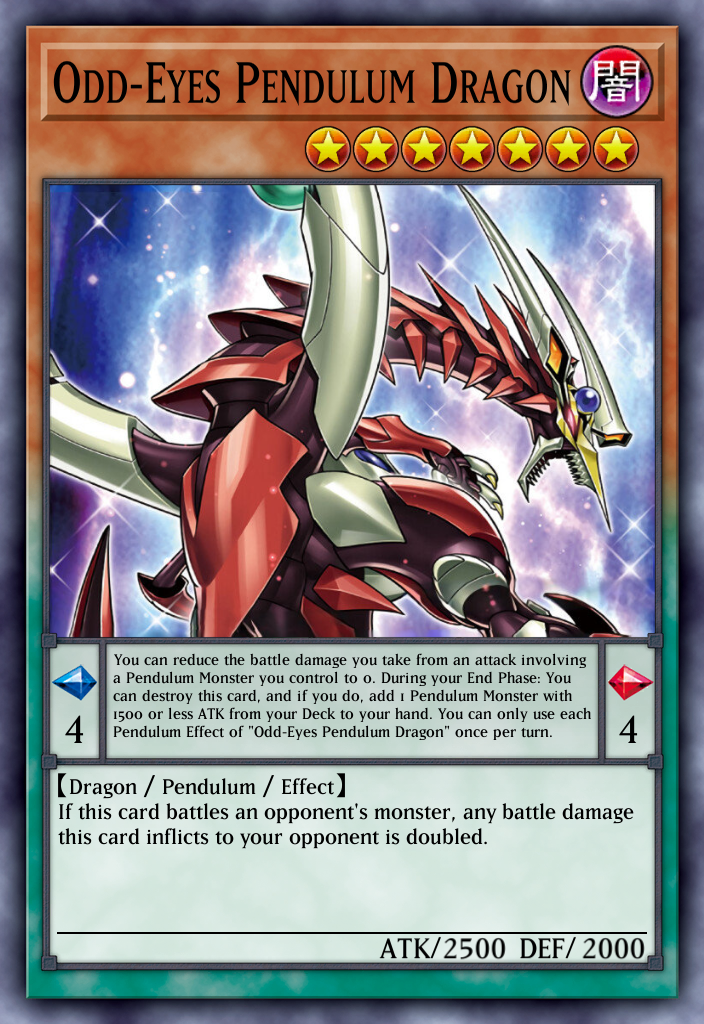 Odd-Eyes Pendulum Dragon 闇
You can reduce the battle damage you take from an attack involving
a Pendulum Monster you control to 0. During your End Phase: You
can destroy this card, and if you do, add 1 Pendulum Monster with
1500 or less ATK from your Deck to your hand. You can only use each
Pendulum Effect of "Odd-Eyes Pendulum Dragon" once per turn.
4
4
【Dragon / Pendulum / Effect】
If this card battles an opponent's monster, any battle damage
this card inflicts to your opponent is doubled.
ATK/2500 DEF/2000